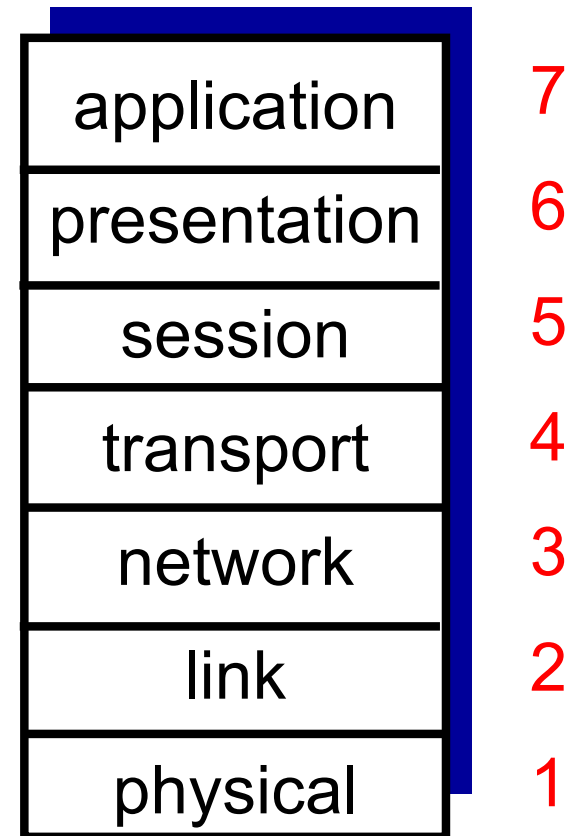 application 7
presentation 6
session 5
transport 4
network 3
link 2
physical 1